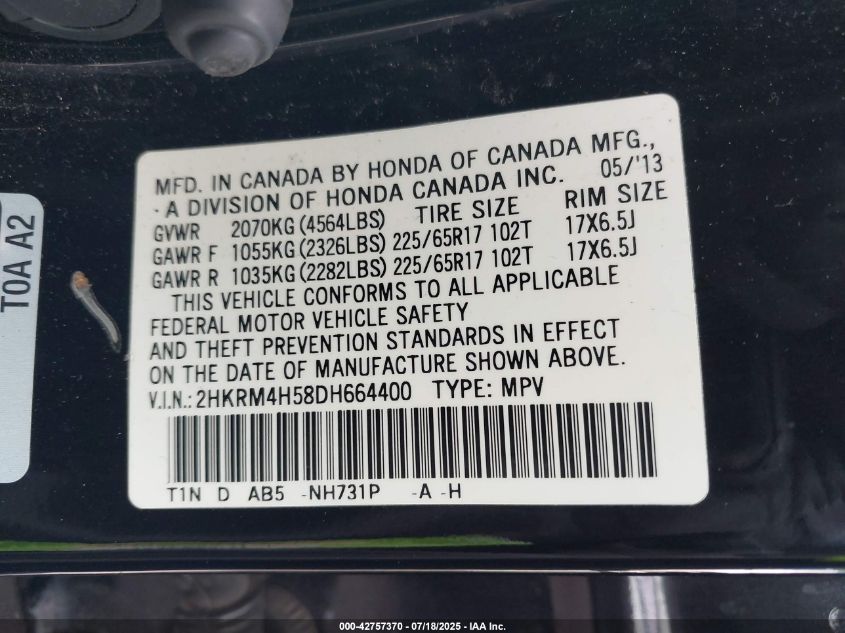 MFD. IN CANADA BY HONDA OF CANADA MFG.,
- A DIVISION OF HONDA CANADA INC. 05/'13
GVWR 2070KG (4564LBS) TIRE SIZE RIM SIZE
GAWR F 1055KG (2326LBS) 225/65R17 102T 17X6.5J
GAWR R 1035KG (2282LBS) 225/65R17 102T 17X6.5J
THIS VEHICLE CONFORMS TO ALL APPLICABLE
FEDERAL MOTOR VEHICLE SAFETY
AND THEFT PREVENTION STANDARDS IN EFFECT
ON THE DATE OF MANUFACTURE SHOWN ABOVE.
V.I.N.: 2HKRM4H58DH664400 TYPE: MPV
T1N D AB5 -NH731P -A -H
T0A A2
000-42757370 - 07/18/2025 - IAA Inc.